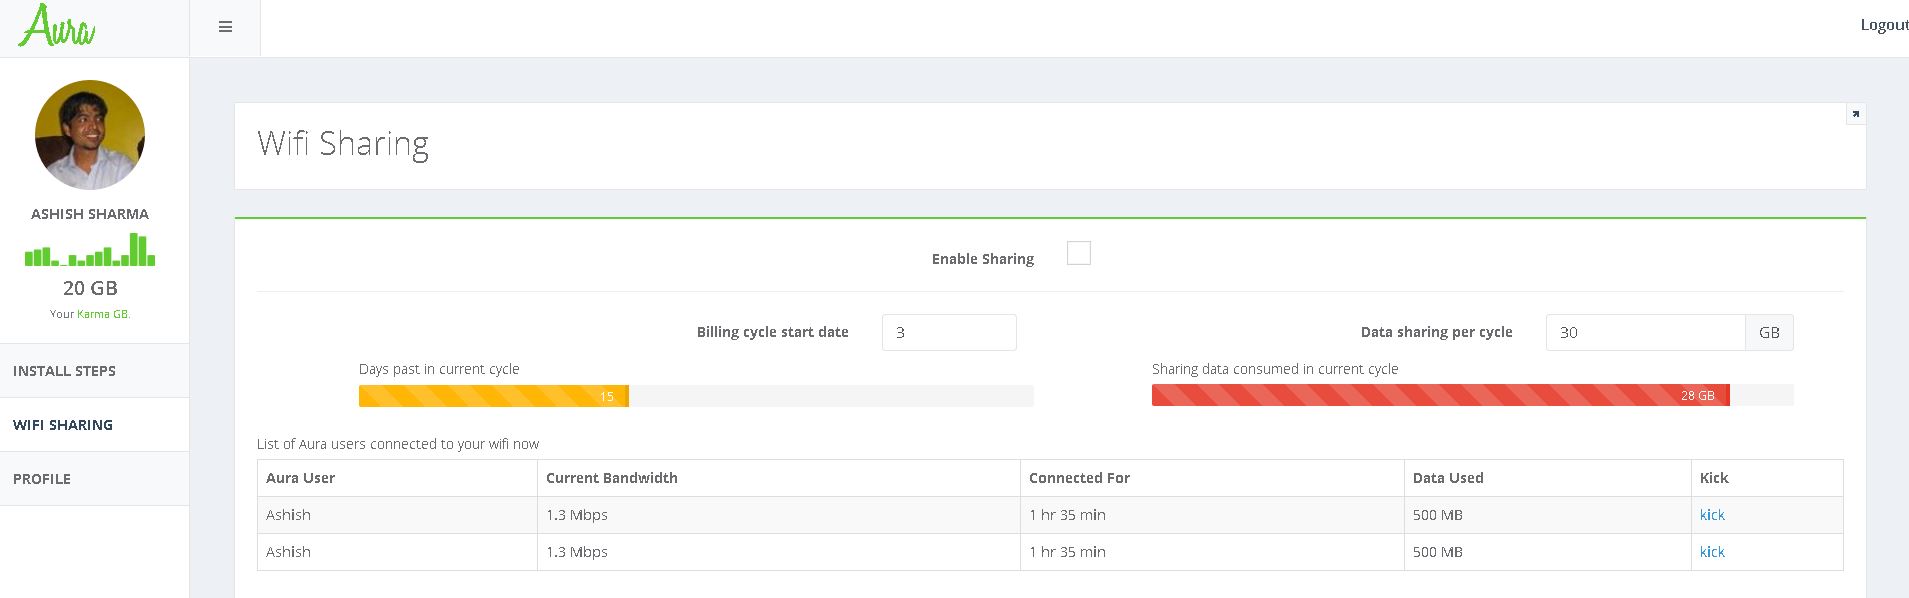 Aura
Logout
ASHISH SHARMA
20 GB
Your Karma GB.
INSTALL STEPS
WIFI SHARING
PROFILE
Wifi Sharing
Enable Sharing
Billing cycle start date 3
Data sharing per cycle 30 GB
Days past in current cycle
15
Sharing data consumed in current cycle
28 GB
List of Aura users connected to your wifi now
Aura User Current Bandwidth Connected For Data Used Kick
Ashish 1.3 Mbps 1 hr 35 min 500 MB kick
Ashish 1.3 Mbps 1 hr 35 min 500 MB kick